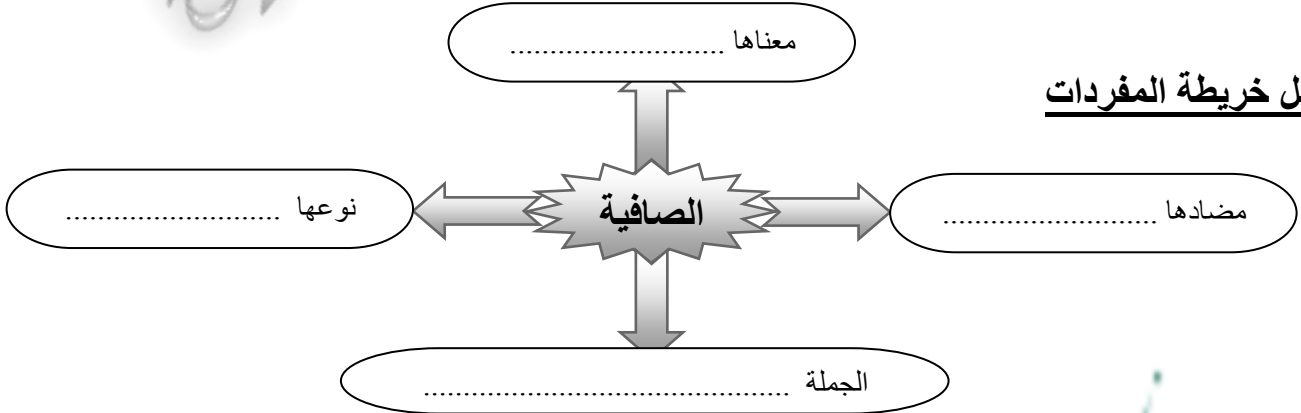 معناها ...........................
ل خريطة المفردات
مضادها ...........................
الصافية
نوعها ...........................
الجملة ..............................................